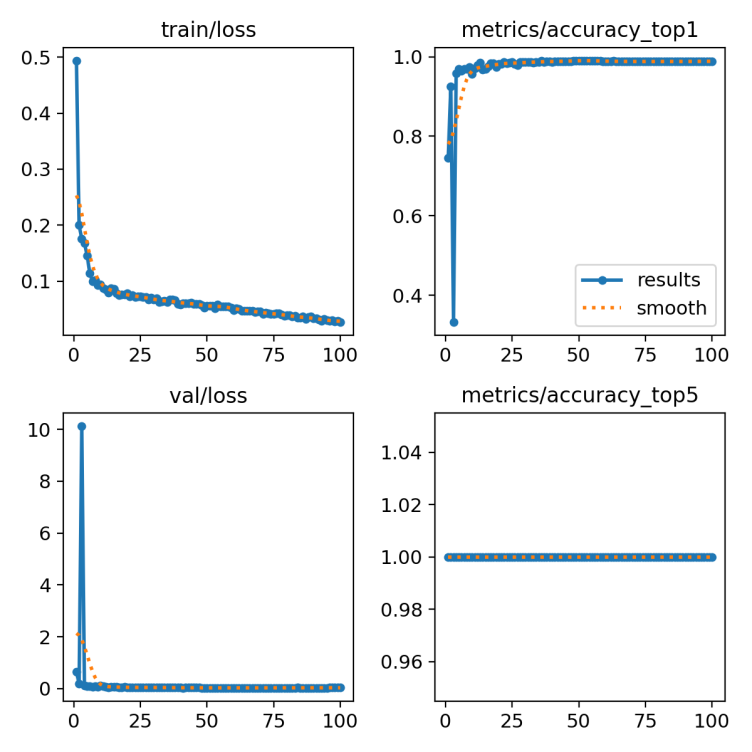 train/loss
0.5
0.4
0.3
0.2
0.1
0 25 50 75 100
metrics/accuracy_top1
1.0
0.8
0.6
0.4
results
smooth
0 25 50 75 100
val/loss
10
8
6
4
2
0
0 25 50 75 100
metrics/accuracy_top5
1.04
1.02
1.00
0.98
0.96
0 25 50 75 100